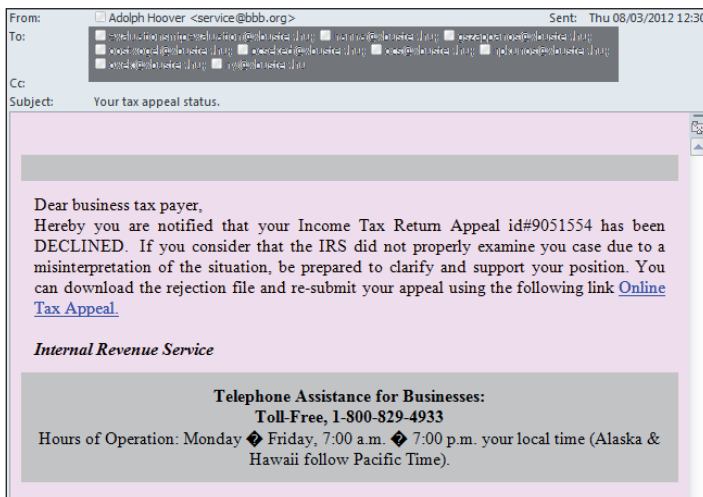 From: Adolph Hoover <service@bbb.org> Sent: Thu 08/03/2012 12:30
To:
Cc:
Subject: Your tax appeal status.
Dear business tax payer,
Hereby you are notified that your Income Tax Return Appeal id#9051554 has been
DECLINED. If you consider that the IRS did not properly examine you case due to a
misinterpretation of the situation, be prepared to clarify and support your position. You
can download the rejection file and re-submit your appeal using the following link Online
Tax Appeal.
Internal Revenue Service
Telephone Assistance for Businesses:
Toll-Free, 1-800-829-4933
Hours of Operation: Monday � Friday, 7:00 a.m. � 7:00 p.m. your local time (Alaska &
Hawaii follow Pacific Time).